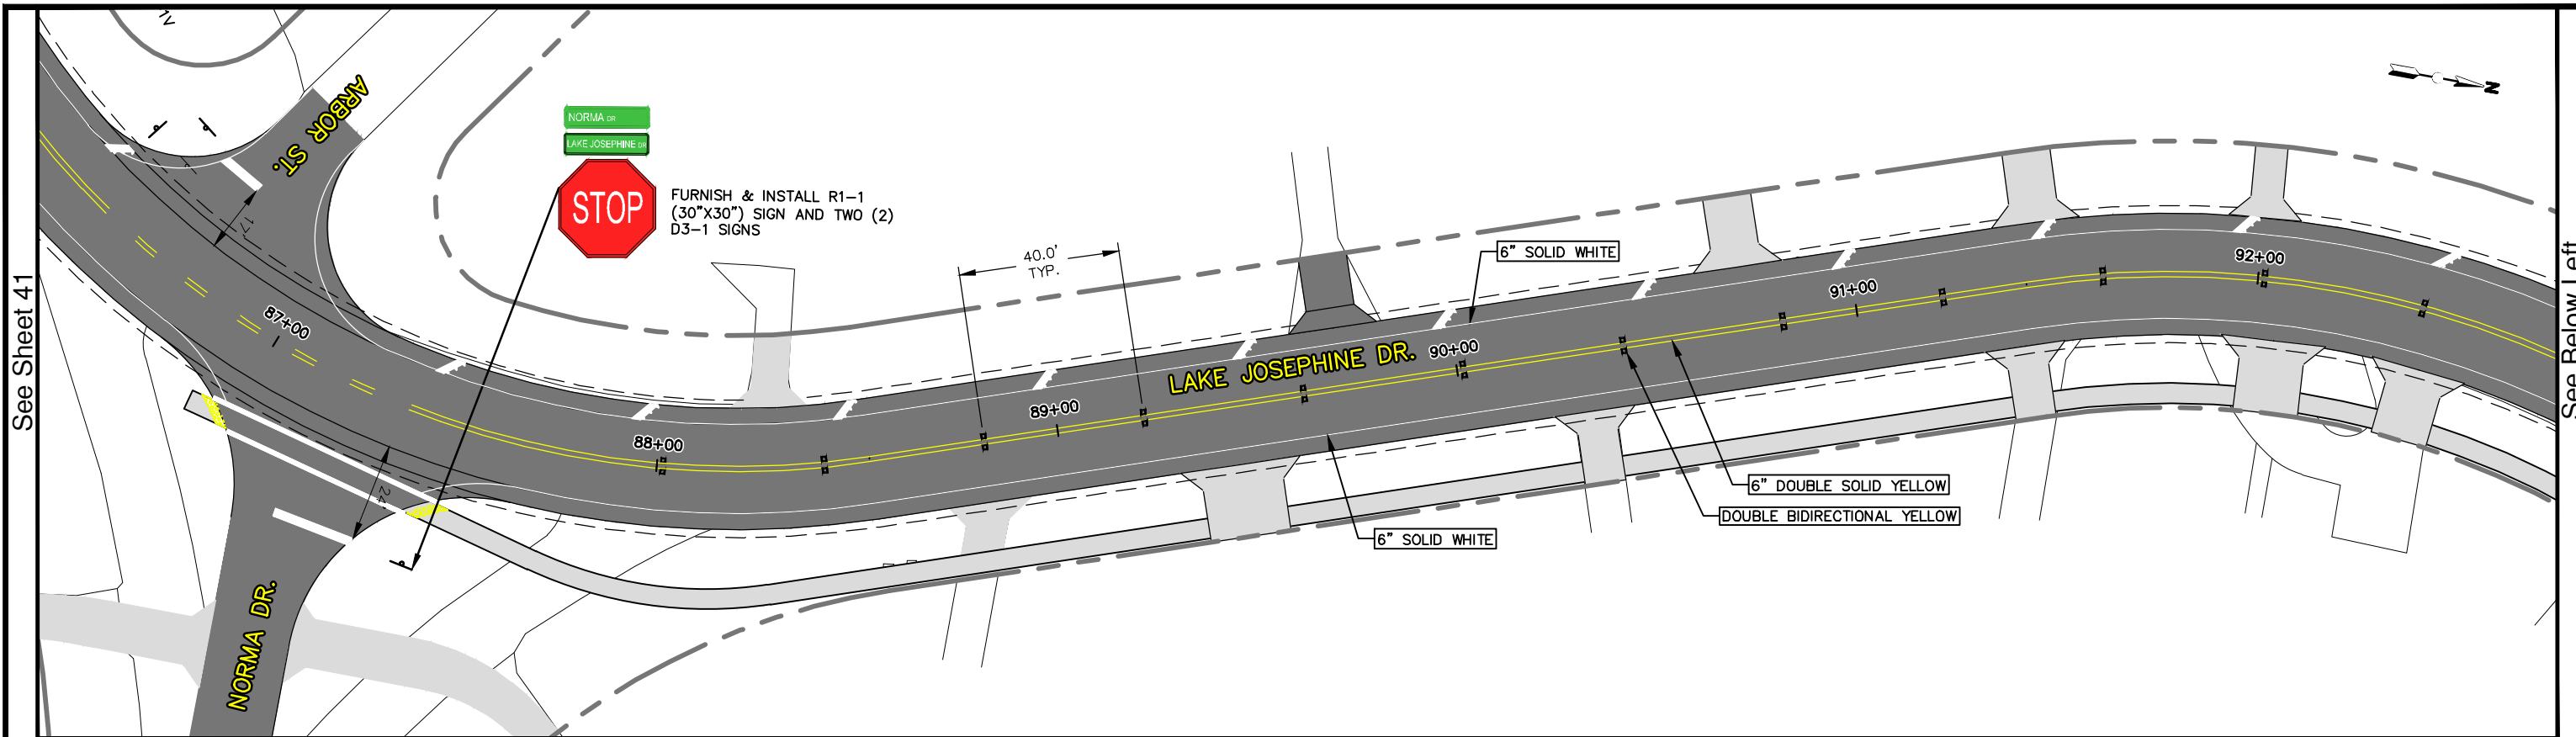 See Sheet 41
ARBOR ST.
NORMA DR
LAKE JOSEPHINE DR
STOP
FURNISH & INSTALL R1-1
(30"X30") SIGN AND TWO (2)
D3-1 SIGNS
40.0'
TYP.
6" SOLID WHITE
N
87+00
88+00
89+00
LAKE JOSEPHINE DR.
90+00
91+00
92+00
6" DOUBLE SOLID YELLOW
DOUBLE BIDIRECTIONAL YELLOW
6" SOLID WHITE
NORMA DR.
See Below Left